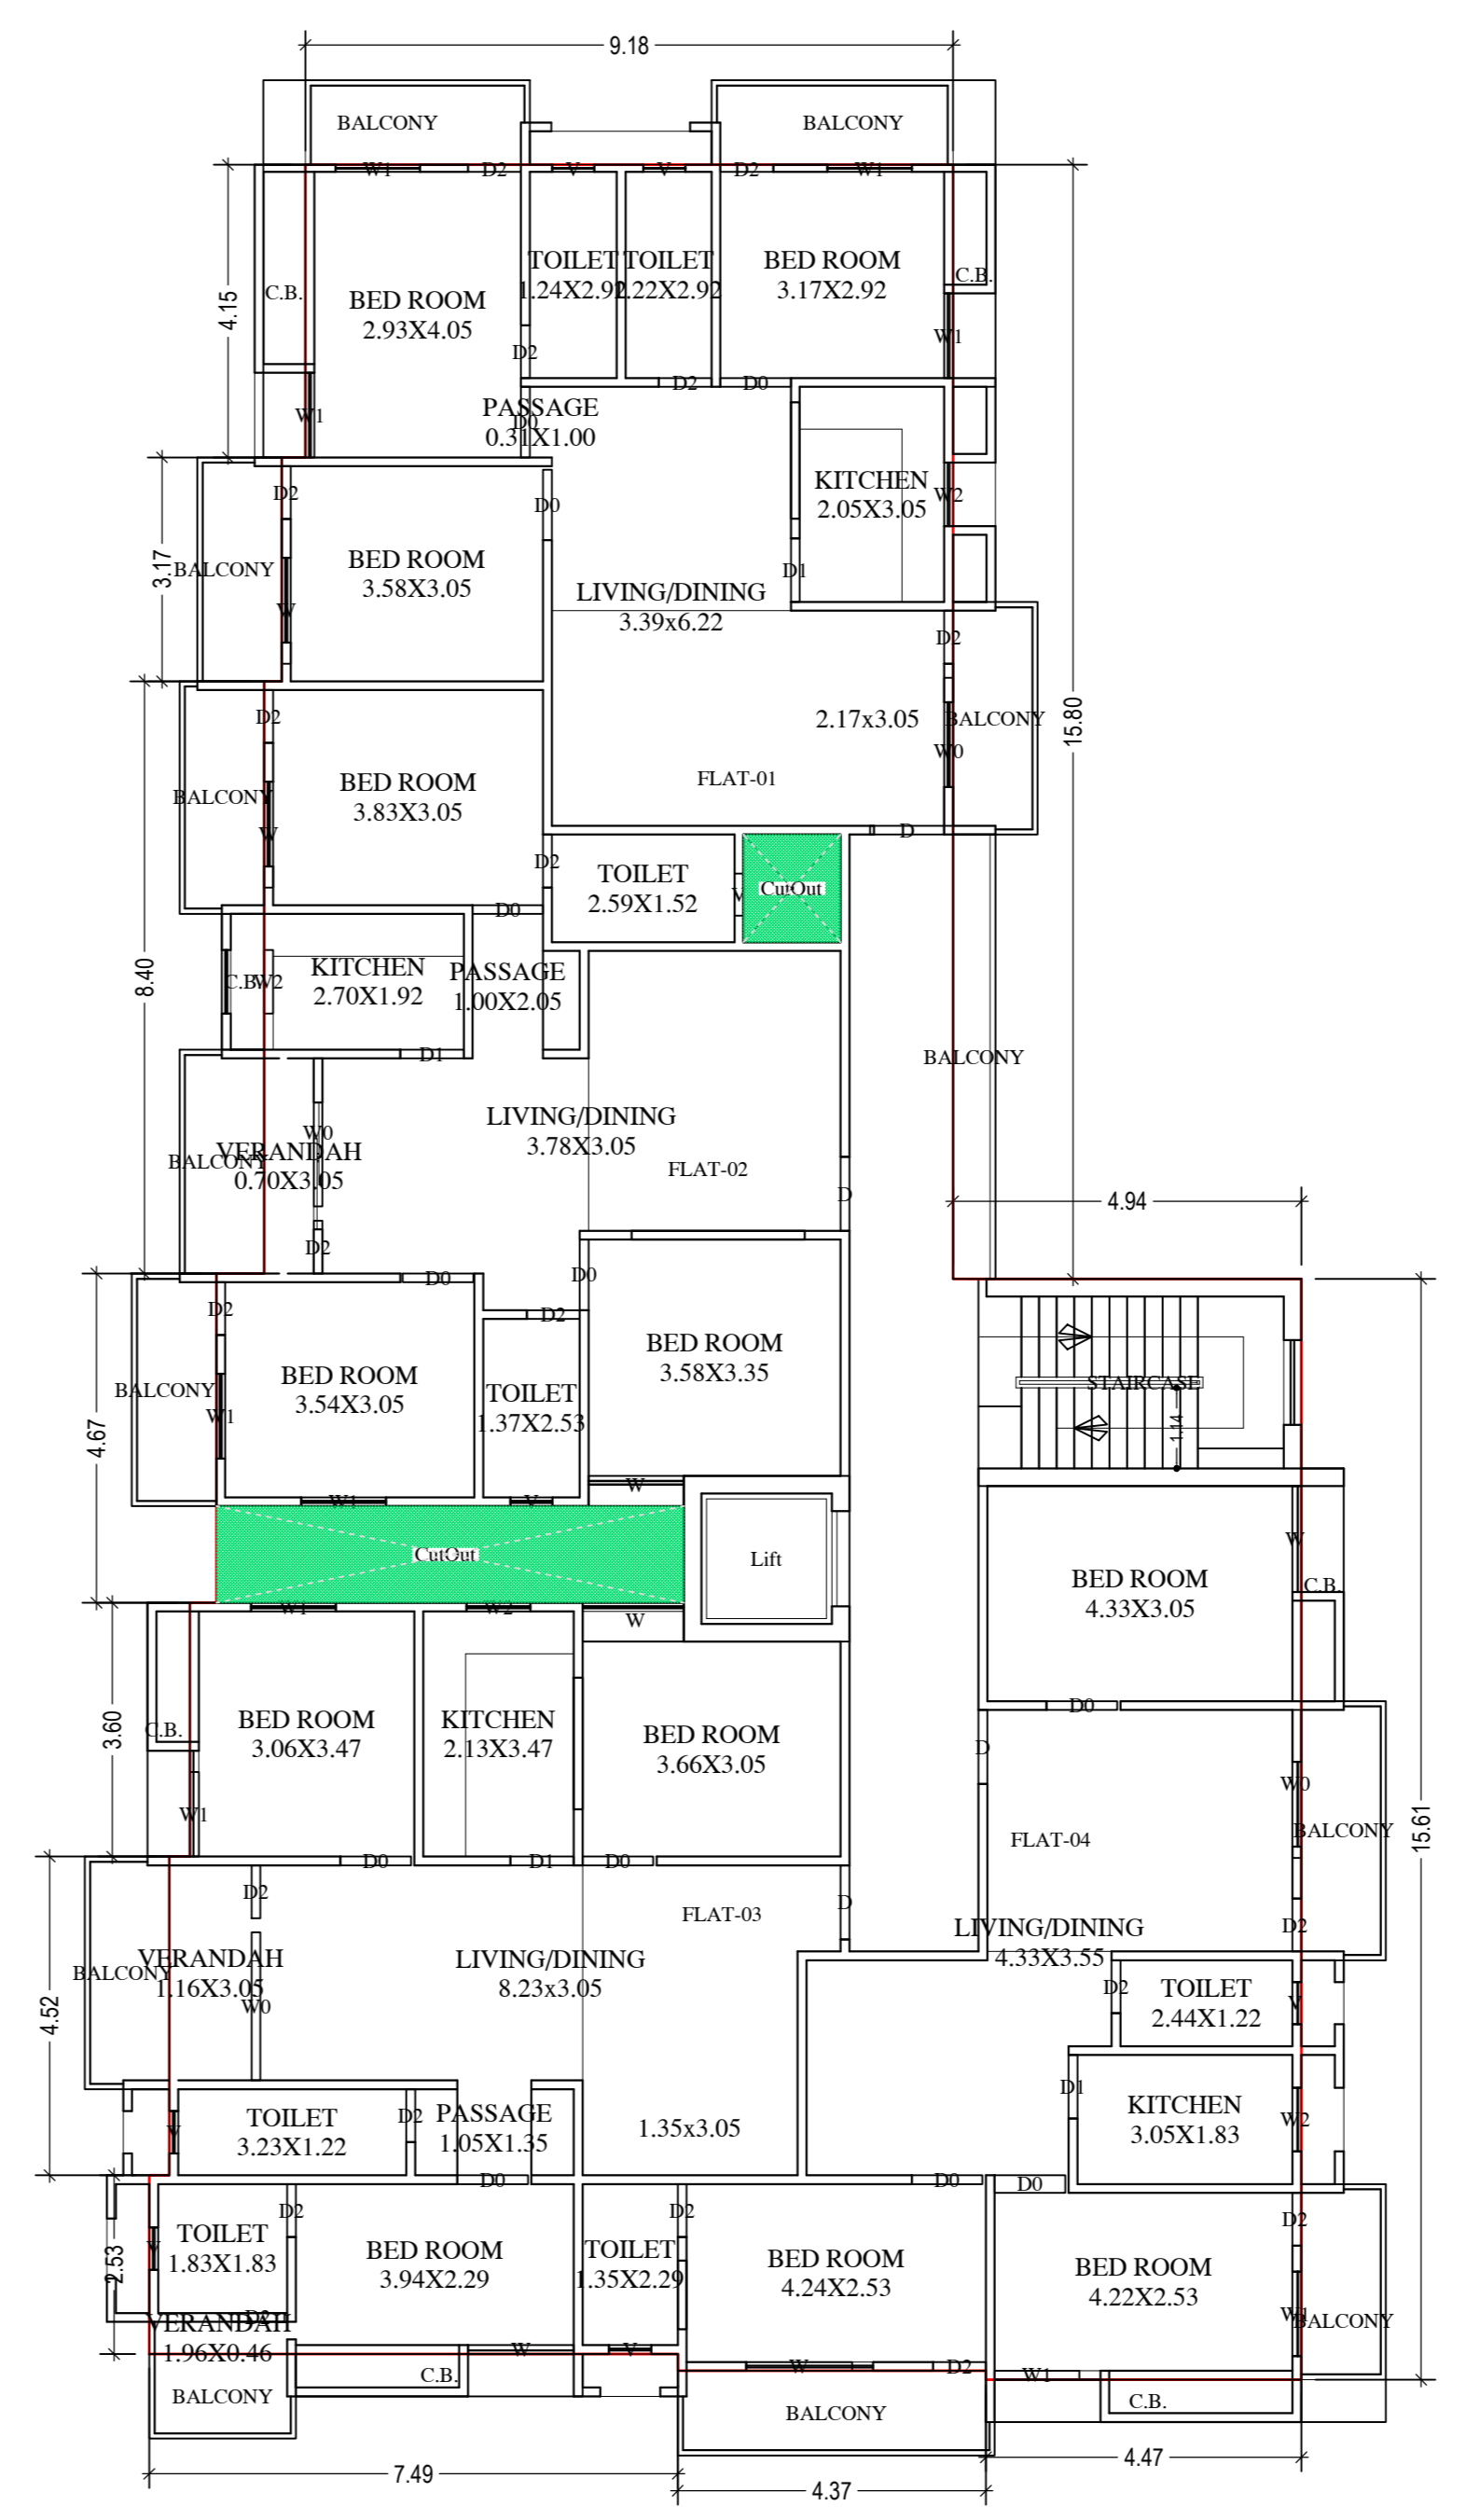 9.18
BALCONY
BALCONY
W1
D2
V
V
D2
W1
TOILET
1.24X2.92
TOILET
1.22X2.92
BED ROOM
3.17X2.92
C.B.
C.B.
BED ROOM
2.93X4.05
4.15
W1
D2
D2
D0
W1
PASSAGE
0.31X1.00
D0
KITCHEN
2.05X3.05
W2
D2
D0
3.17
BALCONY
BED ROOM
3.58X3.05
D1
LIVING/DINING
3.39x6.22
W
D2
15.80
D2
2.17x3.05
BALCONY
W0
FLAT-01
BALCONY
BED ROOM
3.83X3.05
W
D
D2
TOILET
2.59X1.52
V
CutOut
D0
8.40
C.B.
W2
KITCHEN
2.70X1.92
PASSAGE
1.00X2.05
D1
BALCONY
LIVING/DINING
3.78X3.05
W0
VERANDAH
0.70X3.05
BALCONY
FLAT-02
D
4.94
D2
D0
D0
D2
D2
BED ROOM
3.58X3.35
BED ROOM
3.54X3.05
TOILET
1.37X2.53
BALCONY
W1
STAIRCASE
1.14
4.67
W
W1
V
CutOut
Lift
W
BED ROOM
4.33X3.05
C.B.
W1
W2
W
D0
3.60
C.B.
BED ROOM
3.06X3.47
KITCHEN
2.13X3.47
BED ROOM
3.66X3.05
D
W0
W1
BALCONY
FLAT-04
15.61
D0
D1
D0
D2
D
FLAT-03
D2
LIVING/DINING
4.33X3.55
VERANDAH
1.16X3.05
BALCONY
LIVING/DINING
8.23x3.05
W0
4.52
D2
TOILET
2.44X1.22
V
D1
KITCHEN
3.05X1.83
W2
V
TOILET
3.23X1.22
D2
PASSAGE
1.05X1.35
1.35x3.05
D0
D0
D0
D2
D2
D2
2.53
V
TOILET
1.83X1.83
BED ROOM
3.94X2.29
TOILET
1.35X2.29
BED ROOM
4.24X2.53
BED ROOM
4.22X2.53
W1
BALCONY
D2
VERANDAH
1.96X0.46
W
V
W
D2
W1
C.B.
C.B.
BALCONY
BALCONY
7.49
4.37
4.47